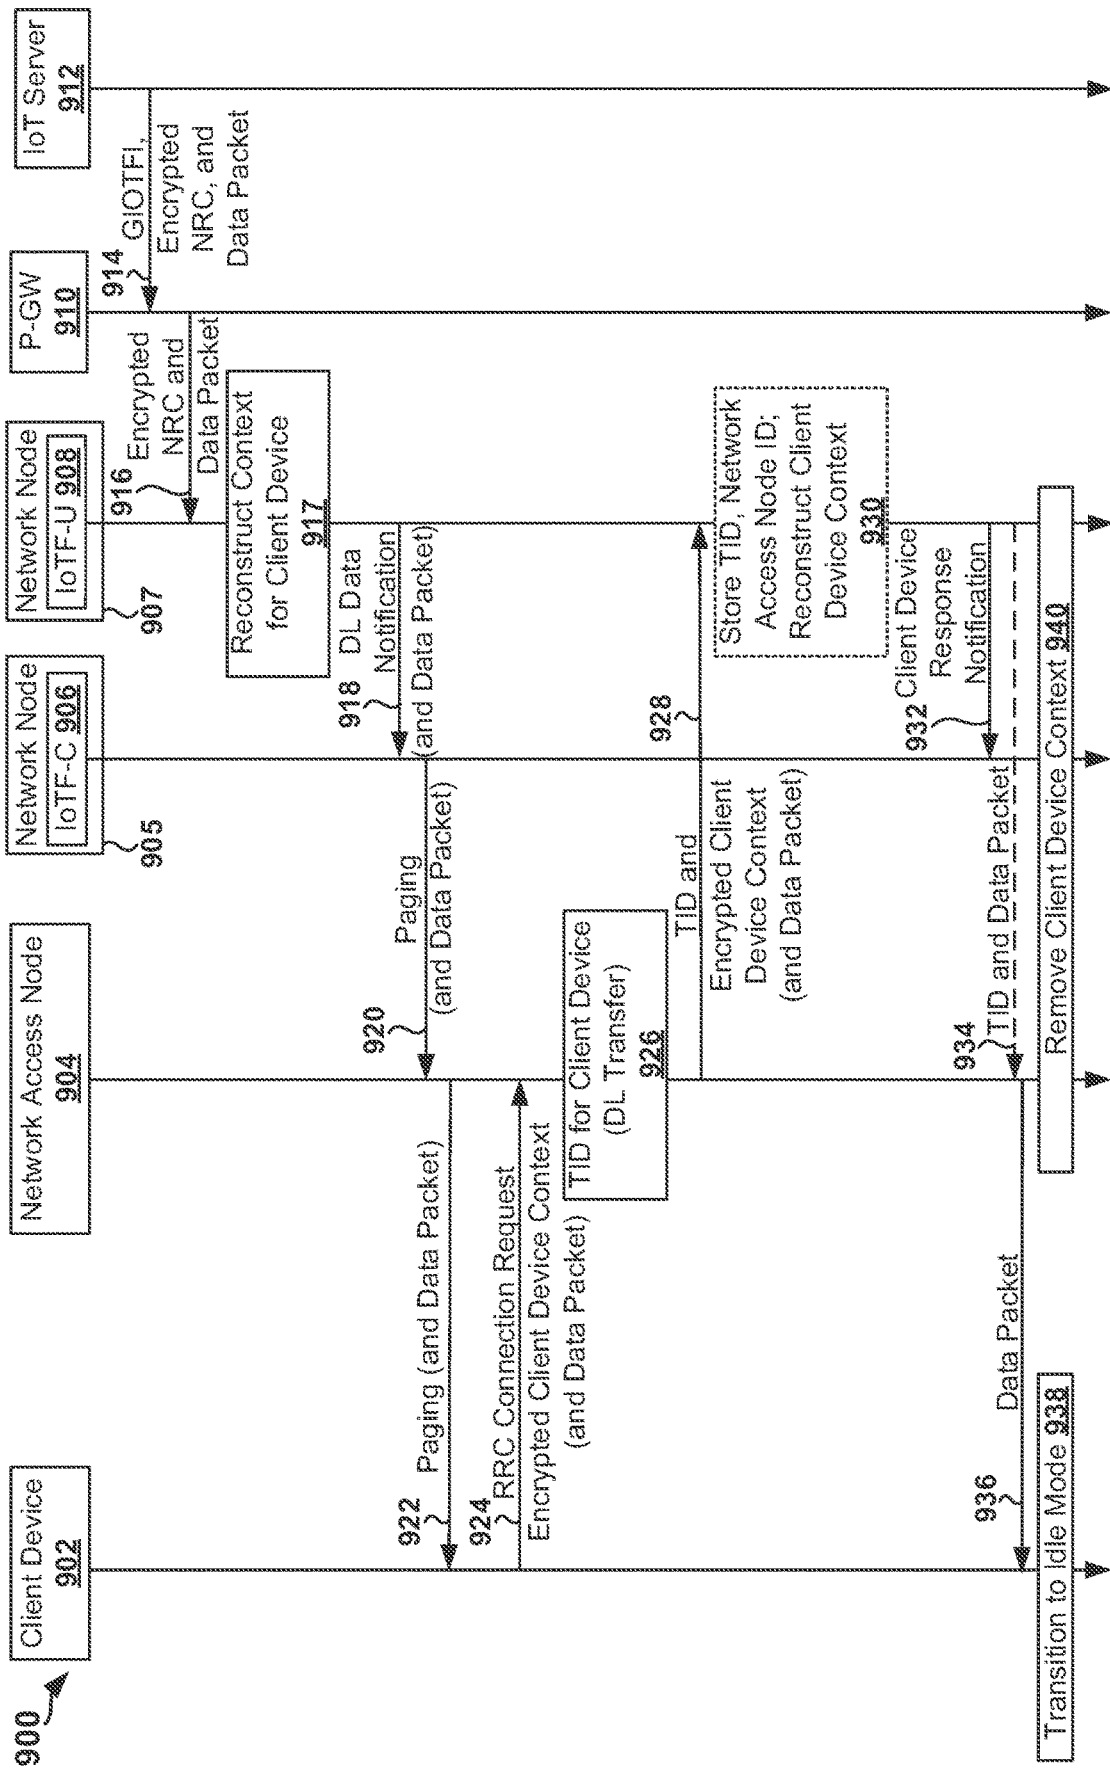 900
Client Device
902
Network Access Node
904
Network Node
IoTF-C 906
905
Network Node
IoTF-U 908
907
P-GW
910
IoT Server
912
914
GIOTFI,
Encrypted
NRC, and
Data Packet
916
Encrypted
NRC and
Data Packet
Reconstruct Context
for Client Device
917
918
DL Data
Notification
(and Data Packet)
920
Paging
(and Data Packet)
922
Paging (and Data Packet)
924
RRC Connection Request
Encrypted Client Device Context
(and Data Packet)
TID for Client Device
(DL Transfer)
926
928
TID and
Encrypted Client
Device Context
(and Data Packet)
Store TID, Network
Access Node ID;
Reconstruct Client
Device Context
930
932
Client Device
Response
Notification
934
TID and Data Packet
936
Data Packet
Transition to Idle Mode 938
Remove Client Device Context 940